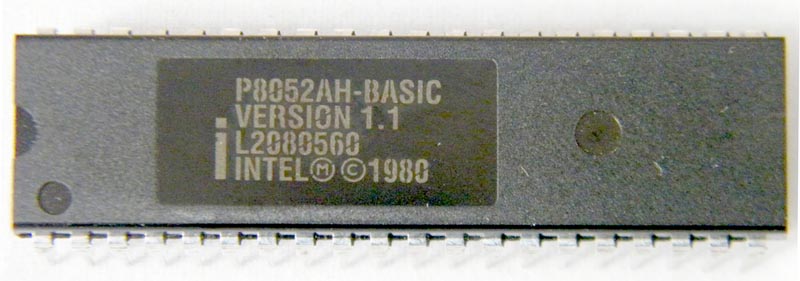 P8052AH-BASIC
VERSION 1.1
L2080560
i
INTEL Ⓜ © 1980